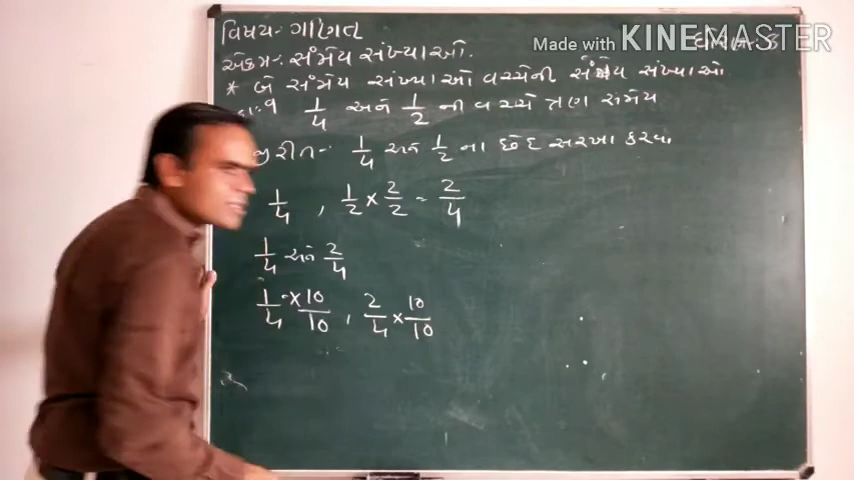 વિષય:- ગણિત
Made with KINEMASTER
એકમ:- સંમેય સંખ્યાઓ.
* બે સંમેય સંખ્યાઓ વચ્ચેની સંમેય સંખ્યાઓ
૧ 1/4 અને 1/2 ની વચ્ચે ત્રણ સંમેય
રીત:- 1/4 અને 1/2 ના છેદ સરખા કરવા
1/4 , 1/2 × 2/2 = 2/4
1/4 અને 2/4
1/4 × 10/10 , 2/4 × 10/10